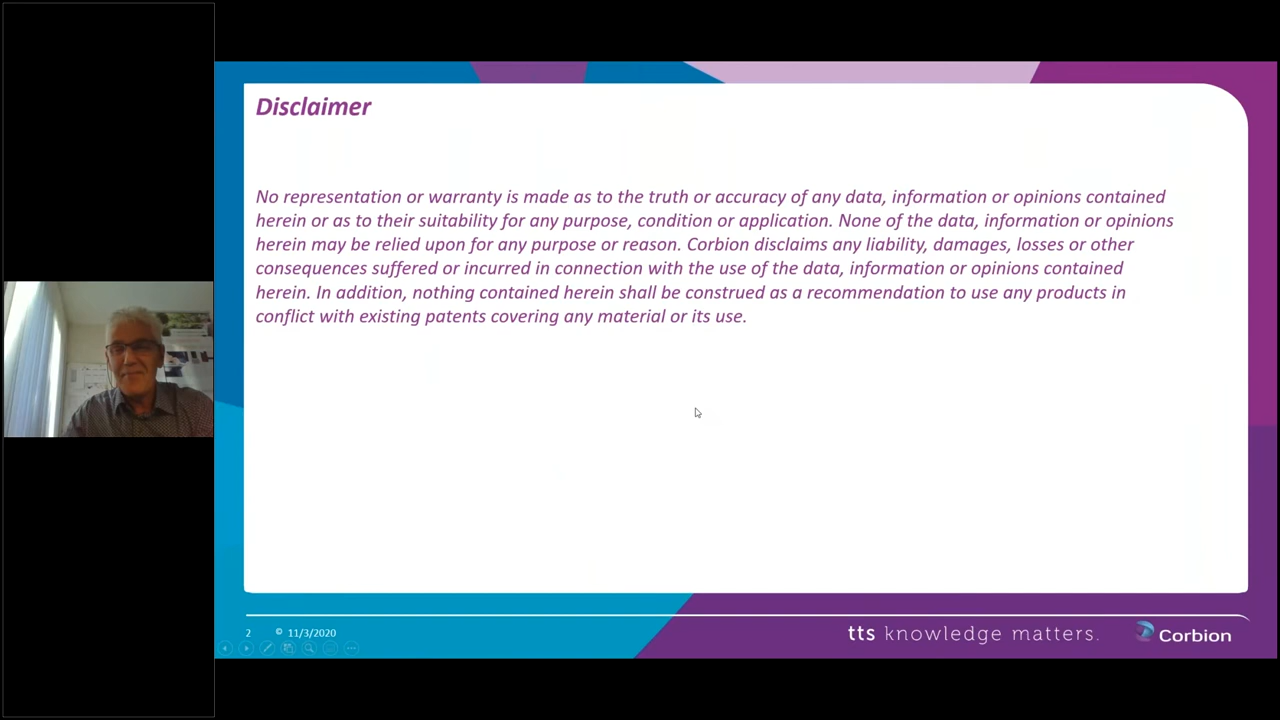 Disclaimer
No representation or warranty is made as to the truth or accuracy of any data, information or opinions contained
herein or as to their suitability for any purpose, condition or application. None of the data, information or opinions
herein may be relied upon for any purpose or reason. Corbion disclaims any liability, damages, losses or other
consequences suffered or incurred in connection with the use of the data, information or opinions contained
herein. In addition, nothing contained herein shall be construed as a recommendation to use any products in
conflict with existing patents covering any material or its use.
2 © 11/3/2020
tts knowledge matters.
Corbion